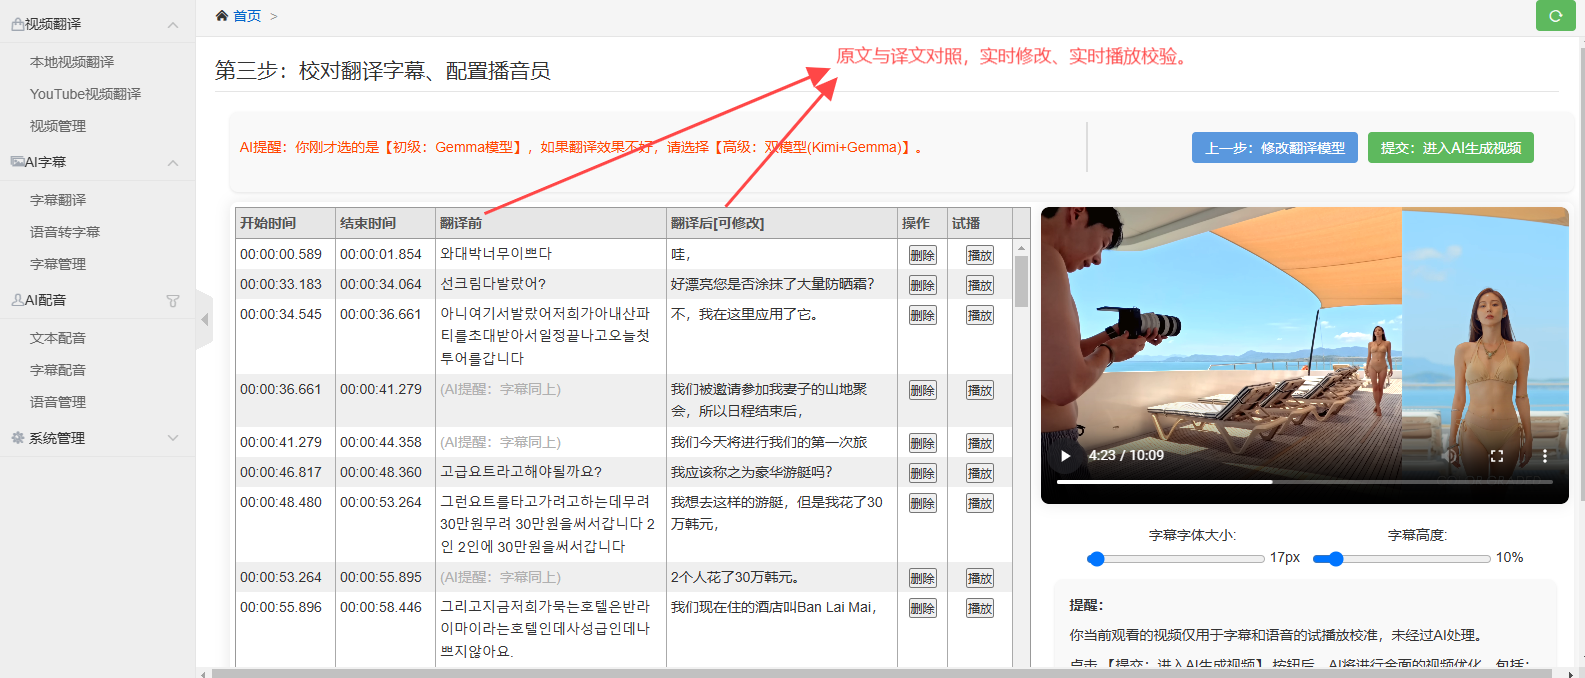 视频翻译
本地视频翻译
YouTube视频翻译
视频管理
AI字幕
字幕翻译
语音转字幕
字幕管理
AI配音
文本配音
字幕配音
语音管理
系统管理
首页 >
第三步：校对翻译字幕、配置播音员
原文与译文对照，实时修改、实时播放校验。
AI提醒：你刚才选的是【初级：Gemma模型】，如果翻译效果不好，请选择【高级：双模型(Kimi+Gemma)】。
上一步：修改翻译模型
提交：进入AI生成视频
开始时间 结束时间 翻译前 翻译后[可修改] 操作 试播
00:00:00.589 00:00:01.854 와대박너무이쁘다 哇， 删除 播放
00:00:33.183 00:00:34.064 선크림다발랐어? 好漂亮您是否涂抹了大量防晒霜？ 删除 播放
00:00:34.545 00:00:36.661 아니여기서발랐어저희가아내산파 不，我在这里应用了它。 删除 播放
티를초대받아서일정끝나고오늘첫
투어를갑니다
00:00:36.661 00:00:41.279 (AI提醒：字幕同上) 我们被邀请参加我妻子的山地聚 删除 播放
会，所以日程结束后，
00:00:41.279 00:00:44.358 (AI提醒：字幕同上) 我们今天将进行我们的第一次旅 删除 播放
00:00:46.817 00:00:48.360 고급요트라고해야될까요? 我应该称之为豪华游艇吗？ 删除 播放
00:00:48.480 00:00:53.264 그런요트를타고가려고하는데무려 我想去这样的游艇，但是我花了30 删除 播放
30만원무려 30만원을써서갑니다 2 万韩元，
인 2인에 30만원을써서갑니다
00:00:53.264 00:00:55.895 (AI提醒：字幕同上) 2个人花了30万韩元。 删除 播放
00:00:55.896 00:00:58.446 그리고지금저희가묵는호텔은반라 我们现在住的酒店叫Ban Lai Mai， 删除 播放
이마이라는호텔인데사성급인데나
쁘지않아요.
4:23 / 10:09
字幕字体大小: 字幕高度:
17px 10%
提醒：
你当前观看的视频仅用于字幕和语音的试播放校准，未经过AI处理。
点击【提交：进入AI生成视频】按钮后，AI将进行全面的视频优化，包括：